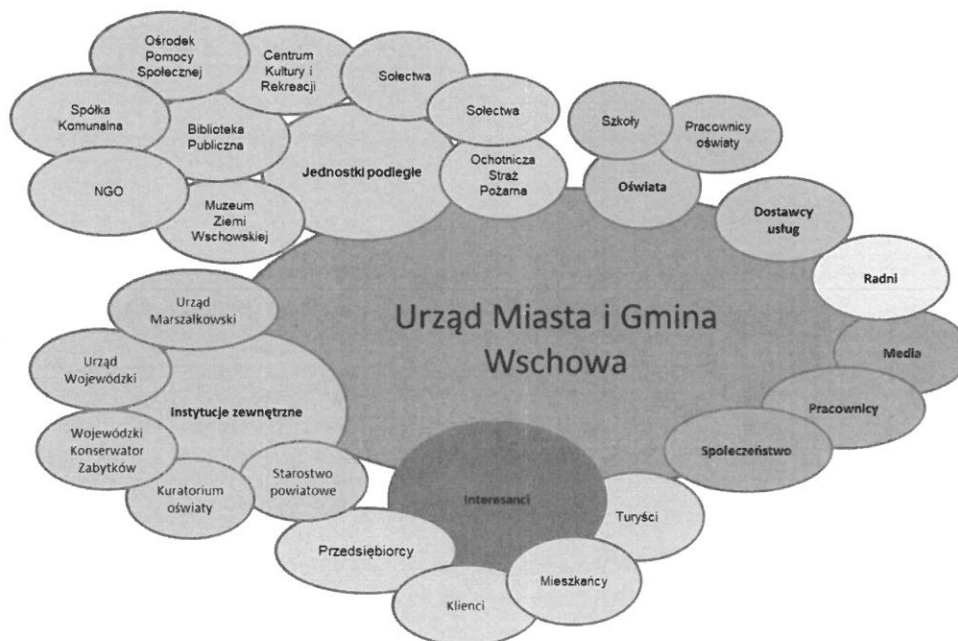 Ośrodek
Pomocy
Społecznej
Centrum
Kultury i
Rekreacji
Sołectwa
Sołectwa
Spółka
Komunalna
Biblioteka
Publiczna
NGO
Muzeum
Ziemi
Wschowskiej
Jednostki podległe
Ochotnicza
Straż
Pożarna
Szkoły
Pracownicy
oświaty
Oświata
Dostawcy
usług
Radni
Media
Pracownicy
Społeczeństwo
Urząd Miasta i Gmina
Wschowa
Urząd
Marszałkowski
Urząd
Wojewódzki
Instytucje zewnętrzne
Wojewódzki
Konserwator
Zabytków
Kuratorium
oświaty
Starostwo
powiatowe
Interesanci
Przedsiębiorcy
Klienci
Mieszkańcy
Turyści